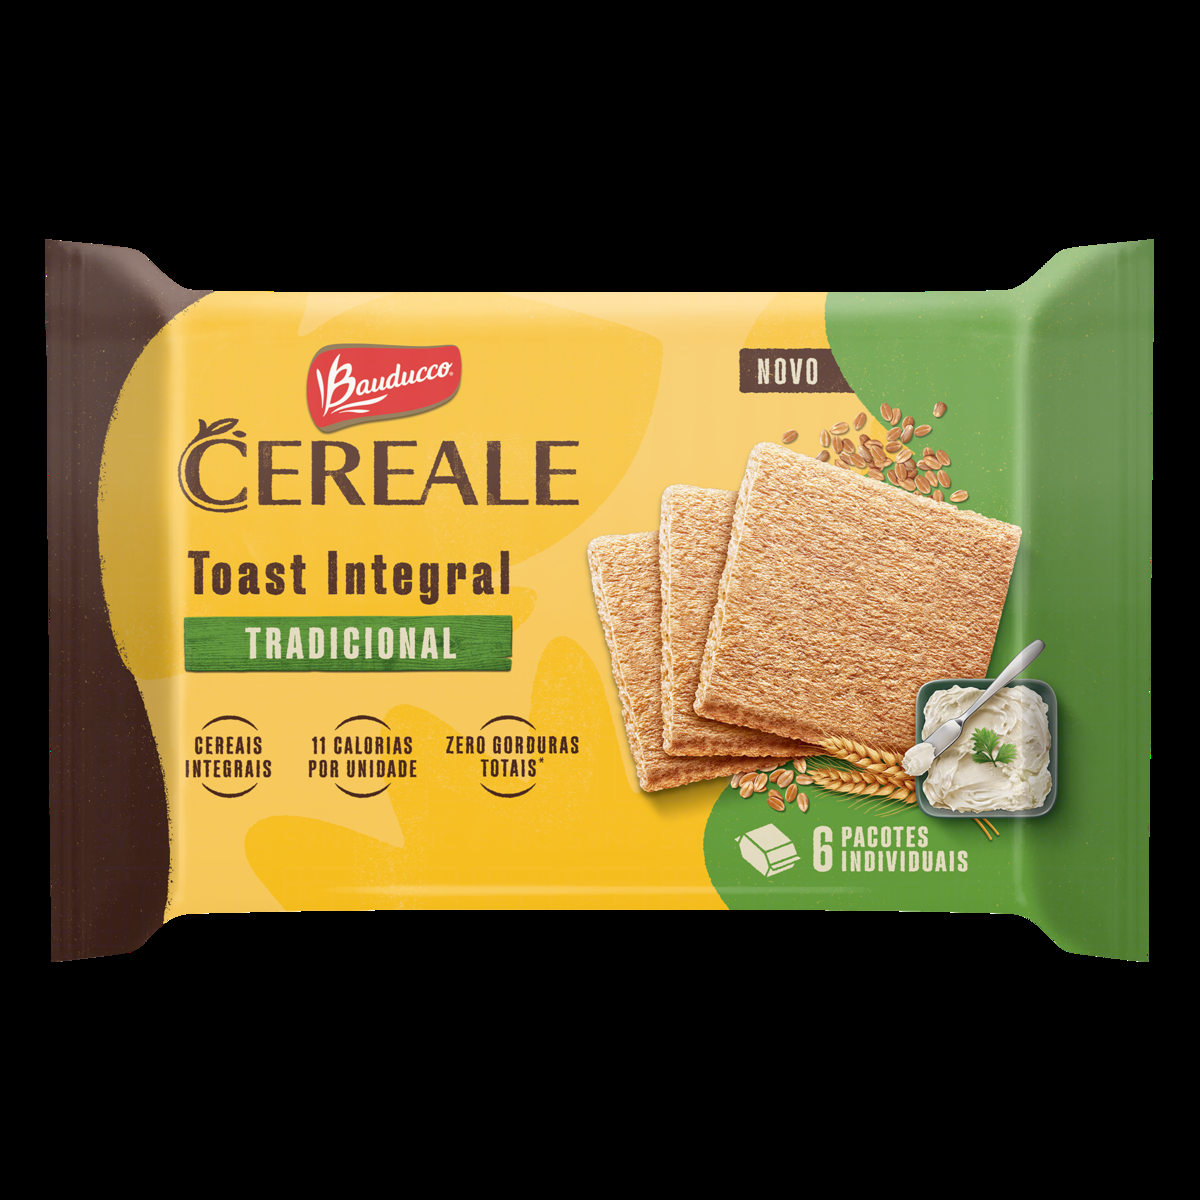 Bauducco
CEREALE
Toast Integral
TRADICIONAL
CEREAIS
INTEGRAIS
11 CALORIAS
POR UNIDADE
ZERO GORDURAS
TOTAIS*
NOVO
6 PACOTES
INDIVIDUAIS